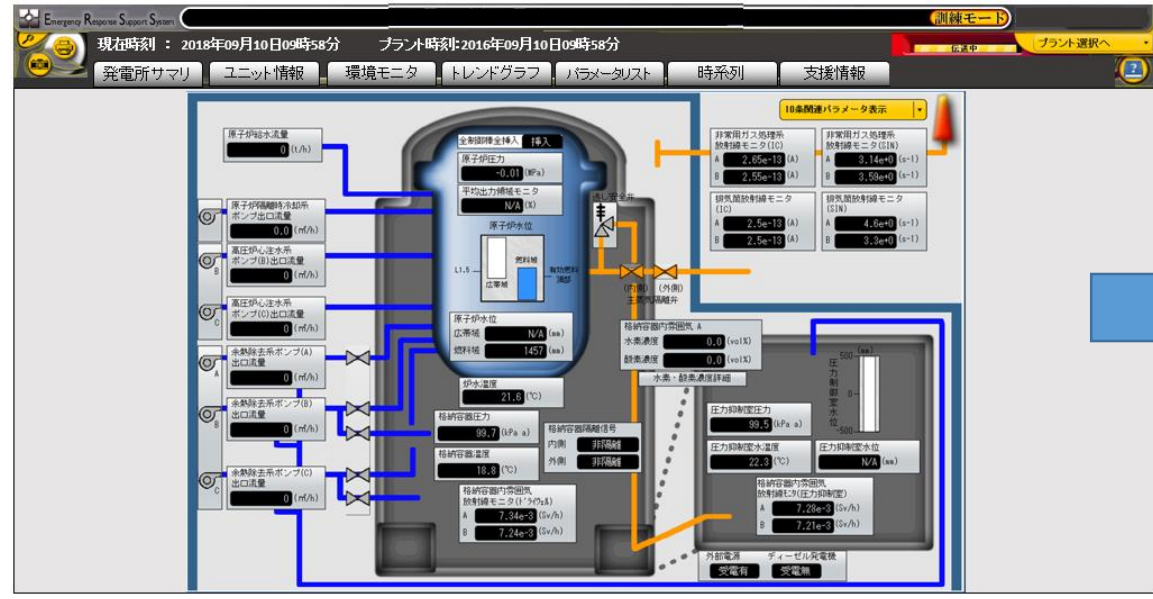 Emergency Response Support System
訓練モード
現在時刻 : 2018年09月10日09時58分 プラント時刻:2016年09月10日09時58分
伝送中
プラント選択へ
発電所サマリ ユニット情報 環境モニタ トレンドグラフ パラメータリスト 時系列 支援情報
10条関連パラメータ表示
原子炉給水流量
0 (t/h)
原子炉隔離時冷却系
ポンプ出口流量
0.0 (㎥/h)
高圧炉心注水系
ポンプ(B)出口流量
B 0 (㎥/h)
高圧炉心注水系
ポンプ(C)出口流量
C 0 (㎥/h)
余熱除去系ポンプ(A)
出口流量
A 0 (㎥/h)
余熱除去系ポンプ(B)
出口流量
B 0 (㎥/h)
余熱除去系ポンプ(C)
出口流量
C 0 (㎥/h)
全制御棒全挿入 挿入
原子炉圧力
-0.01 (MPa)
平均出力領域モニタ
N/A (%)
原子炉水位
燃料域
L1.5
広帯域
有効燃料
頂部
原子炉水位
広帯域 N/A (mm)
燃料域 1457 (mm)
炉水温度
21.6 (℃)
格納容器圧力
99.7 (kPa a)
格納容器温度
18.8 (℃)
格納容器隔離信号
内側 非隔離
外側 非隔離
格納容器内雰囲気
放射線モニタ(ドライウェル)
A 7.34e-3 (Sv/h)
B 7.24e-3 (Sv/h)
逃し安全弁
(内側) (外側)
主蒸気隔離弁
非常用ガス処理系
放射線モニタ(IC)
A 2.65e-13 (A)
B 2.55e-13 (A)
非常用ガス処理系
放射線モニタ(SIN)
A 3.14e+0 (s-1)
B 3.59e+0 (s-1)
排気筒放射線モニタ
(IC)
A 2.5e-13 (A)
B 2.5e-13 (A)
排気筒放射線モニタ
(SIN)
A 4.6e+0 (s-1)
B 3.3e+0 (s-1)
格納容器内雰囲気 A
水素濃度 0.0 (vol%)
酸素濃度 0.0 (vol%)
水素・酸素濃度詳細
(mm)
500
0
-500
圧力制御室水位
圧力抑制室圧力
99.5 (kPa a)
圧力抑制室水温度
22.3 (℃)
圧力抑制室水位
N/A (mm)
格納容器内雰囲気
放射線モニタ(圧力抑制室)
A 7.28e-3 (Sv/h)
B 7.21e-3 (Sv/h)
外部電源 ディーゼル発電機
受電有 受電無